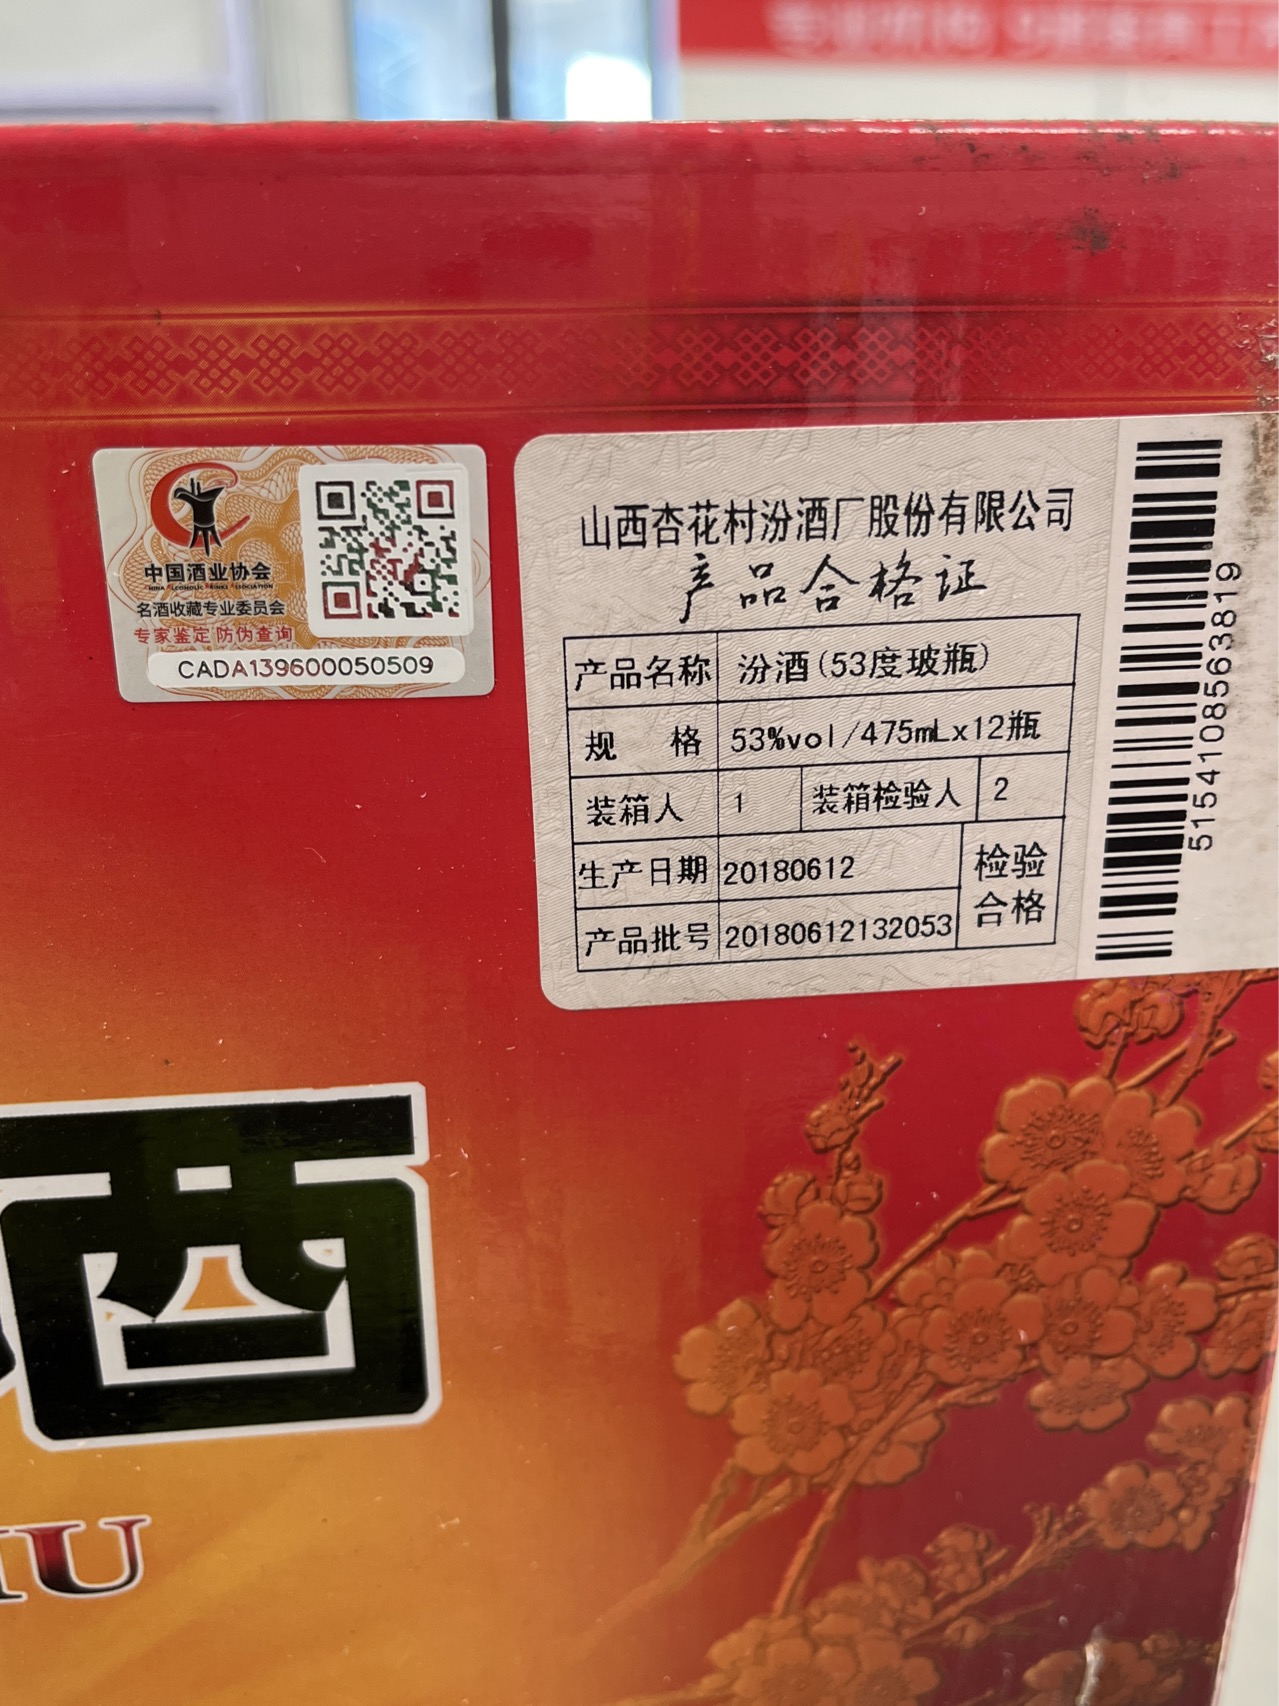 中国酒业协会
名酒收藏专业委员会
专家鉴定 防伪查询
CADA139600050509
山西杏花村汾酒厂股份有限公司
产品合格证
产品名称 汾酒(53度玻瓶)
规 格 53%vol/475mLx12瓶
装箱人 1 装箱检验人 2
生产日期 20180612
检验合格
产品批号 20180612132053
5154108563819
酒
IU